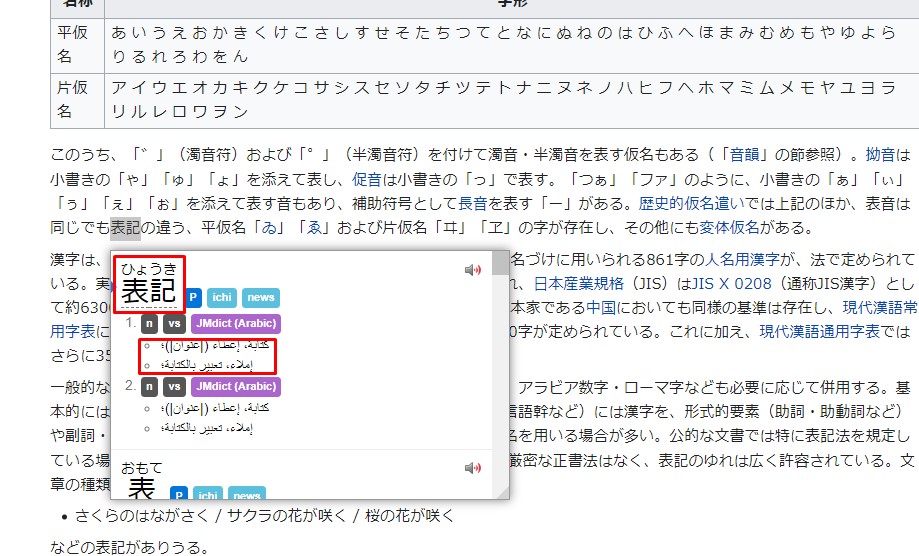 名称 字形
平仮名 あ い う え お か き く け こ さ し す せ そ た ち つ て と な に ぬ ね の は ひ ふ へ ほ ま み む め も や ゆ よ ら
り る れ ろ わ を ん
片仮名 ア イ ウ エ オ カ キ ク ケ コ サ シ ス セ ソ タ チ ツ テ ト ナ ニ ヌ ネ ノ ハ ヒ フ ヘ ホ マ ミ ム メ モ ヤ ユ ヨ ラ
リ ル レ ロ ワ ヲ ン
このうち、「゛」（濁音符）および「゜」（半濁音符）を付けて濁音・半濁音を表す仮名もある（「音韻」の節参照）。拗音は
小書きの「ゃ」「ゅ」「ょ」を添えて表し、促音は小書きの「っ」で表す。「つぁ」「ファ」のように、小書きの「ぁ」「ぃ」
「ぅ」「ぇ」「ぉ」を添えて表す音もあり、補助符号として長音を表す「ー」がある。歴史的仮名遣いでは上記のほか、表音は
同じでも表記の違う、平仮名「ゐ」「ゑ」および片仮名「ヰ」「ヱ」の字が存在し、その他にも変体仮名がある。
漢字は、
名づけに用いられる861字の人名用漢字が、法で定められて
いる。実
れ、日本産業規格（JIS）はJIS X 0208（通称JIS漢字）とし
て約630
本家である中国においても同様の基準は存在し、現代漢語常
用字表に
0字が定められている。これに加え、現代漢語通用字表では
さらに35
一般的な
、アラビア数字・ローマ字なども必要に応じて併用する。基
本的には
言語幹など）には漢字を、形式的要素（助詞・助動詞など）
や副詞・
名を用いる場合が多い。公的な文書では特に表記法を規定し
ている場
厳密な正書法はなく、表記のゆれは広く許容されている。文
章の種類
ひょうき
表記 P ichi news
1. n vs JMdict (Arabic)
كتابة، إعطاء (|عنوان|)؛
إملاء، تعبير بالكتابة؛
2. n vs JMdict (Arabic)
كتابة، إعطاء (|عنوان|)؛
إملاء، تعبير بالكتابة؛
おもて
表 P ichi news
• さくらのはながさく / サクラの花が咲く / 桜の花が咲く
などの表記がありうる。